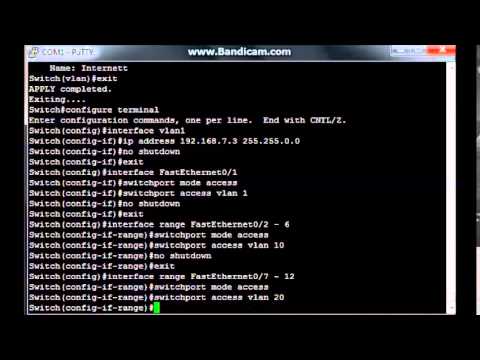 www.Bandicam.com
COM1 - PuTTY
Name: Internett
Switch(vlan)#exit
APPLY completed.
Exiting....
Switch#configure terminal
Enter configuration commands, one per line.  End with CNTL/Z.
Switch(config)#interface vlan1
Switch(config-if)#ip address 192.168.7.3 255.255.0.0
Switch(config-if)#no shutdown
Switch(config-if)#exit
Switch(config)#interface FastEthernet0/1
Switch(config-if)#switchport mode access
Switch(config-if)#switchport access vlan 1
Switch(config-if)#no shutdown
Switch(config-if)#exit
Switch(config)#interface range FastEthernet0/2 - 6
Switch(config-if-range)#switchport mode access
Switch(config-if-range)#switchport access vlan 10
Switch(config-if-range)#no shutdown
Switch(config-if-range)#exit
Switch(config)#interface range FastEthernet0/7 - 12
Switch(config-if-range)#switchport mode access
Switch(config-if-range)#switchport access vlan 20
Switch(config-if-range)#